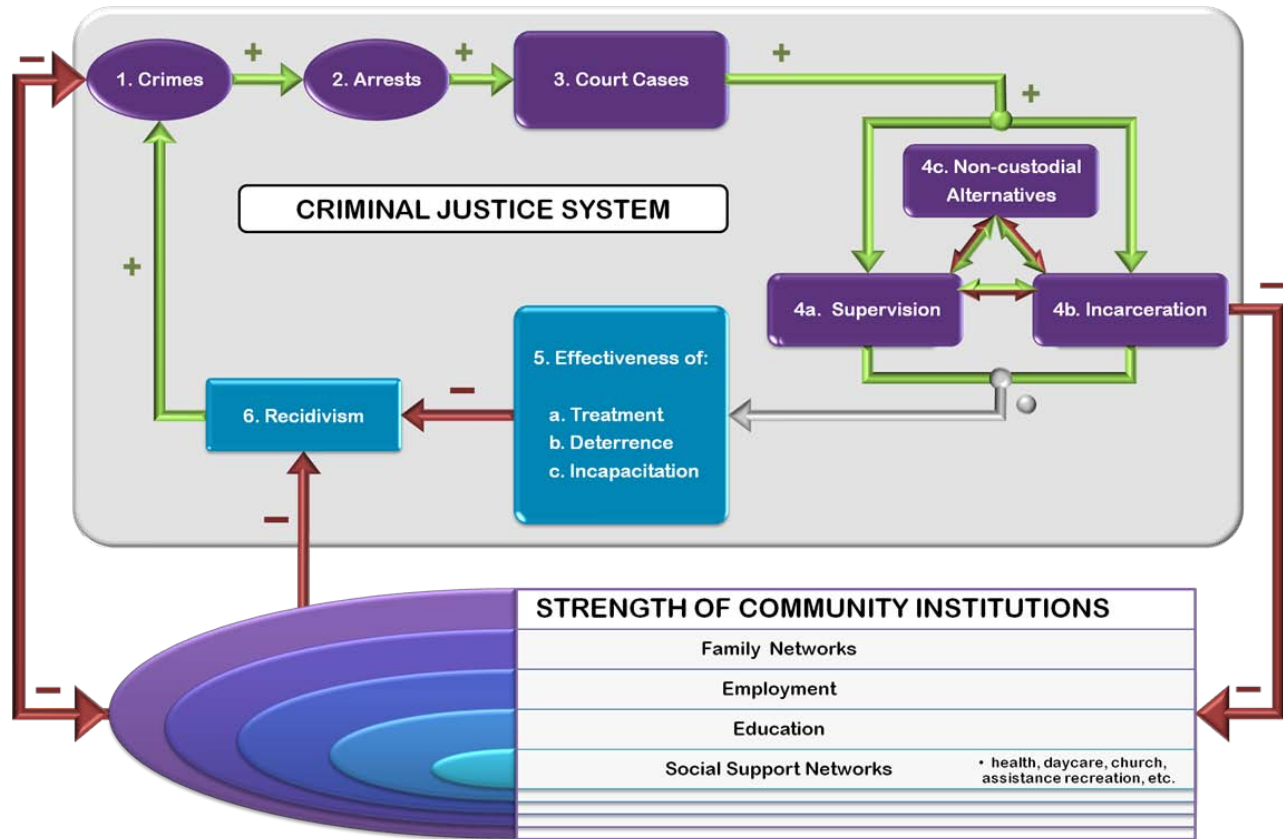 −
+
+
+
1. Crimes
2. Arrests
3. Court Cases
+
4c. Non-custodial
Alternatives
CRIMINAL JUSTICE SYSTEM
+
4a. Supervision
4b. Incarceration
−
5. Effectiveness of:
a. Treatment
b. Deterrence
c. Incapacitation
−
6. Recidivism
−
STRENGTH OF COMMUNITY INSTITUTIONS
Family Networks
−
−
Employment
Education
Social Support Networks
• health, daycare, church,
assistance recreation, etc.